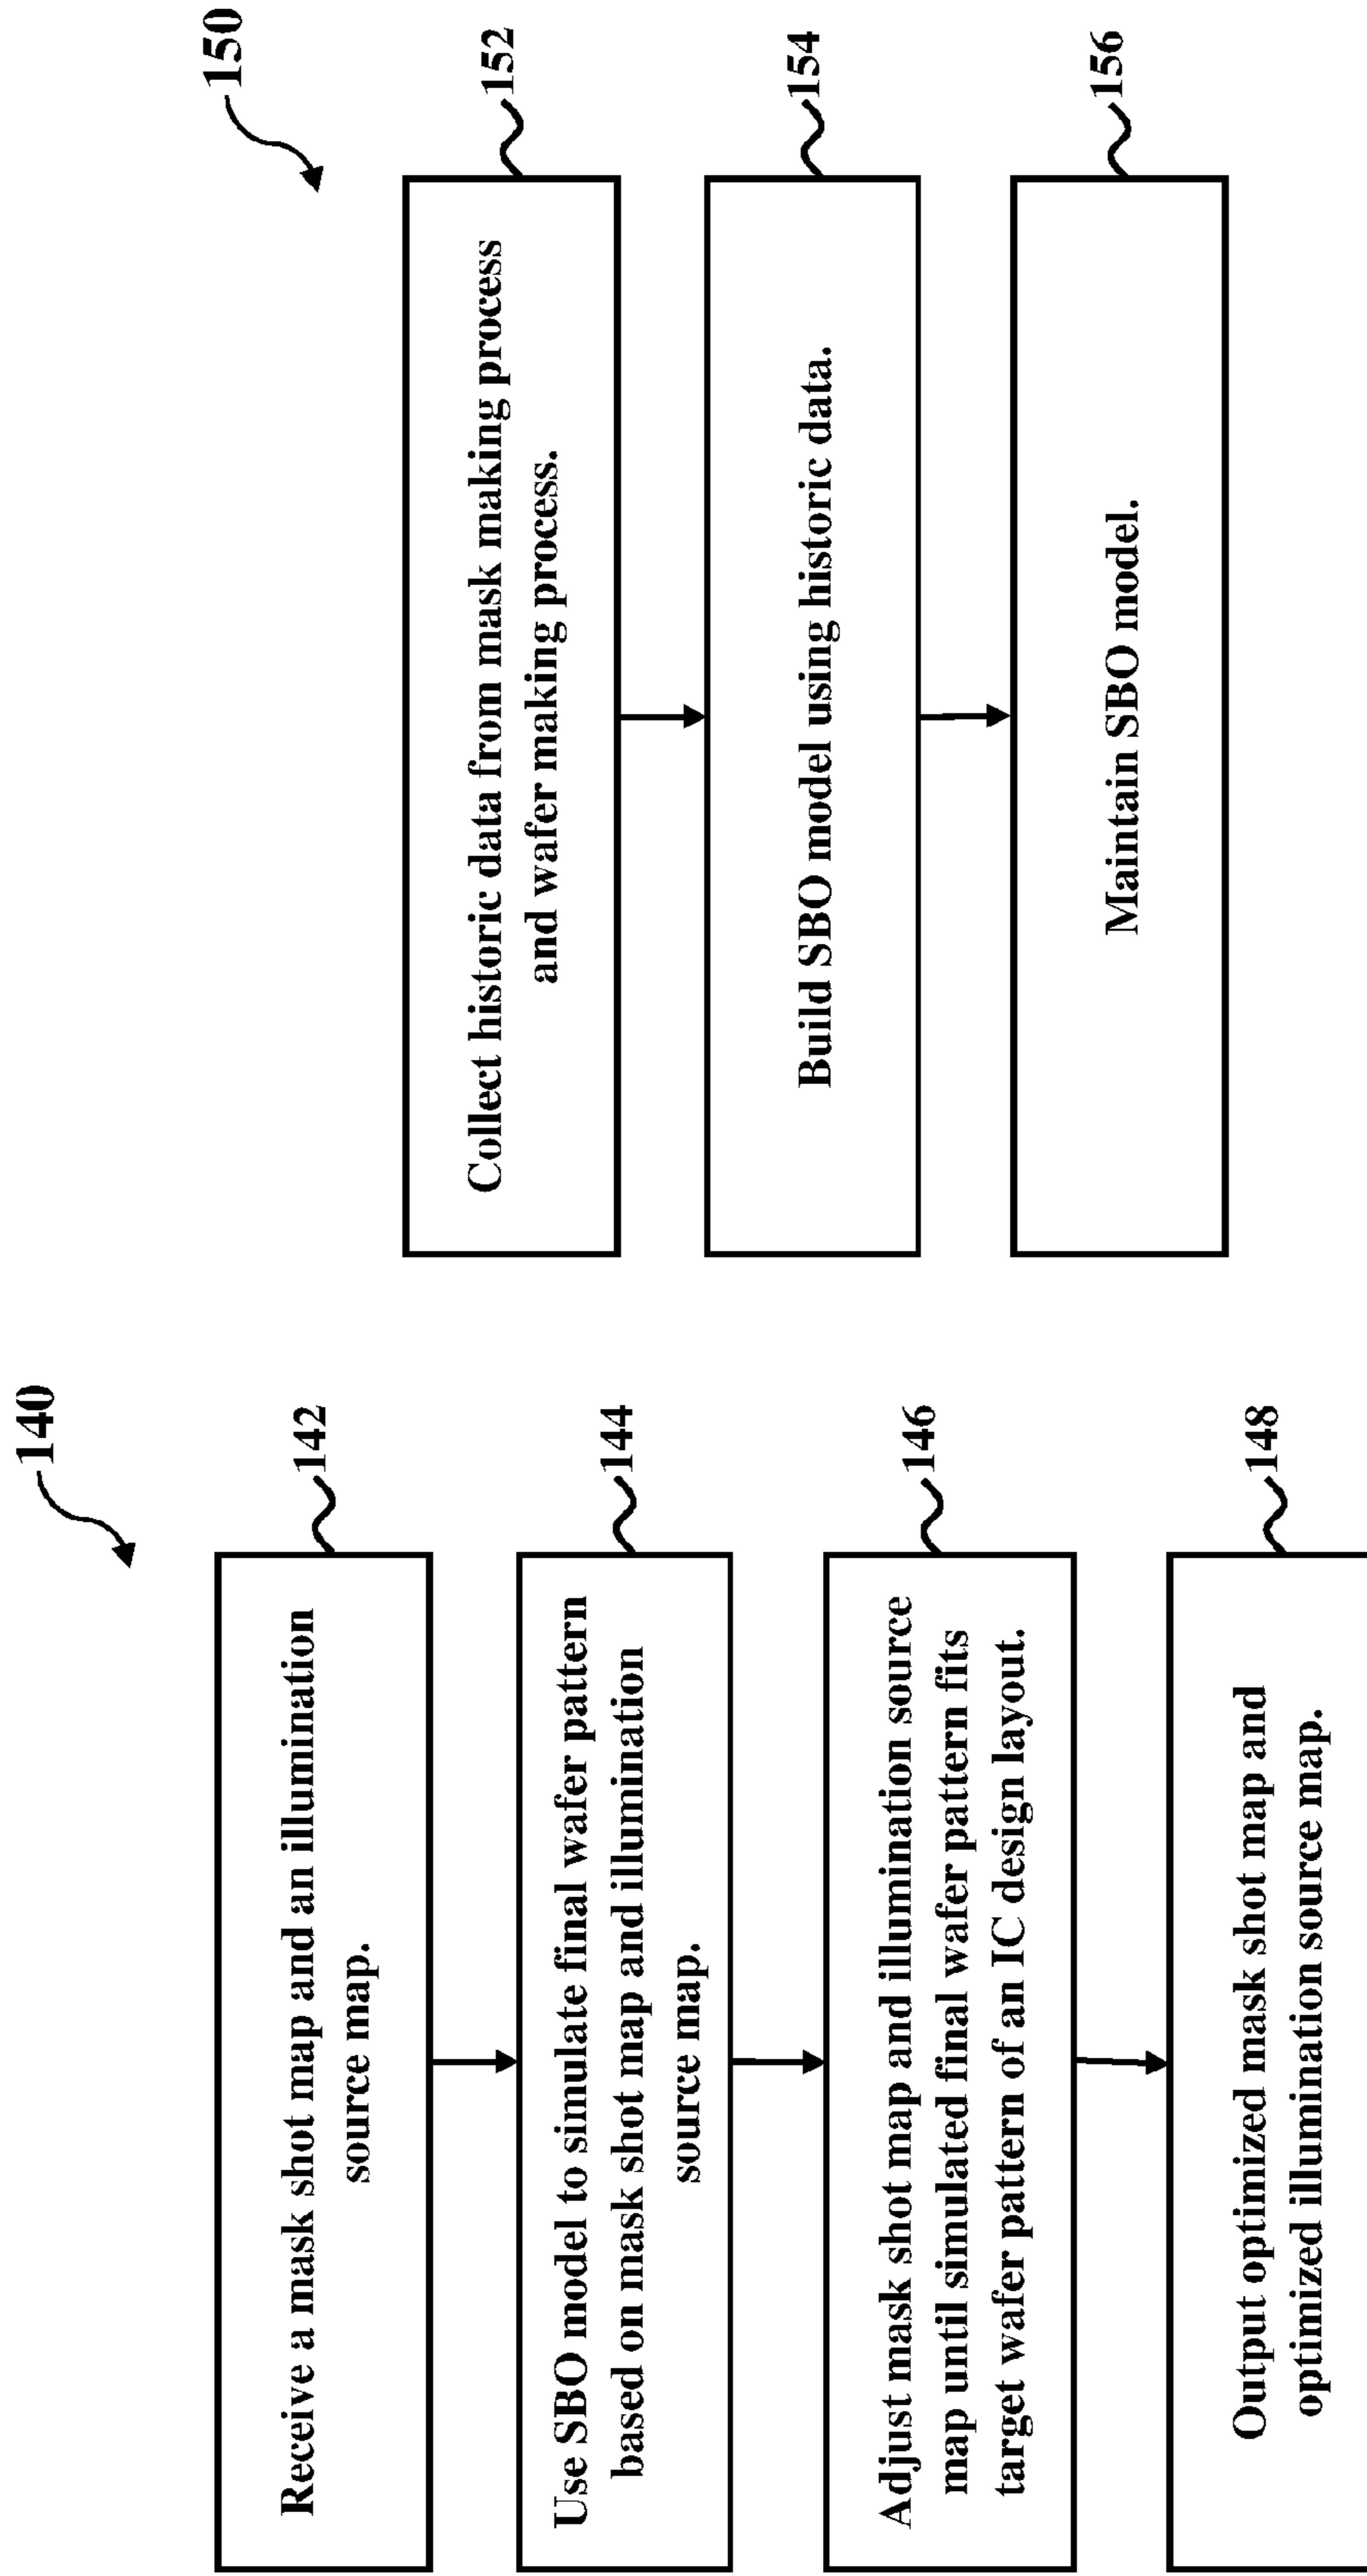 140
Receive a mask shot map and an illumination
source map.
142
Use SBO model to simulate final wafer pattern
based on mask shot map and illumination
source map.
144
Adjust mask shot map and illumination source
map until simulated final wafer pattern fits
target wafer pattern of an IC design layout.
146
Output optimized mask shot map and
optimized illumination source map.
148
150
Collect historic data from mask making process
and wafer making process.
152
Build SBO model using historic data.
154
Maintain SBO model.
156